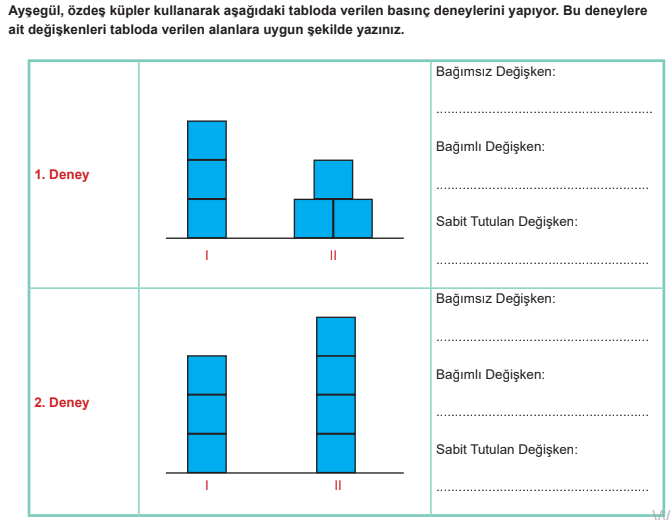 Ayşegül, özdeş küpler kullanarak aşağıdaki tabloda verilen basınç deneylerini yapıyor. Bu deneylere
ait değişkenleri tabloda verilen alanlara uygun şekilde yazınız.
1. Deney
I
II
Bağımsız Değişken:
......................................................
Bağımlı Değişken:
......................................................
Sabit Tutulan Değişken:
......................................................
2. Deney
I
II
Bağımsız Değişken:
......................................................
Bağımlı Değişken:
......................................................
Sabit Tutulan Değişken:
......................................................